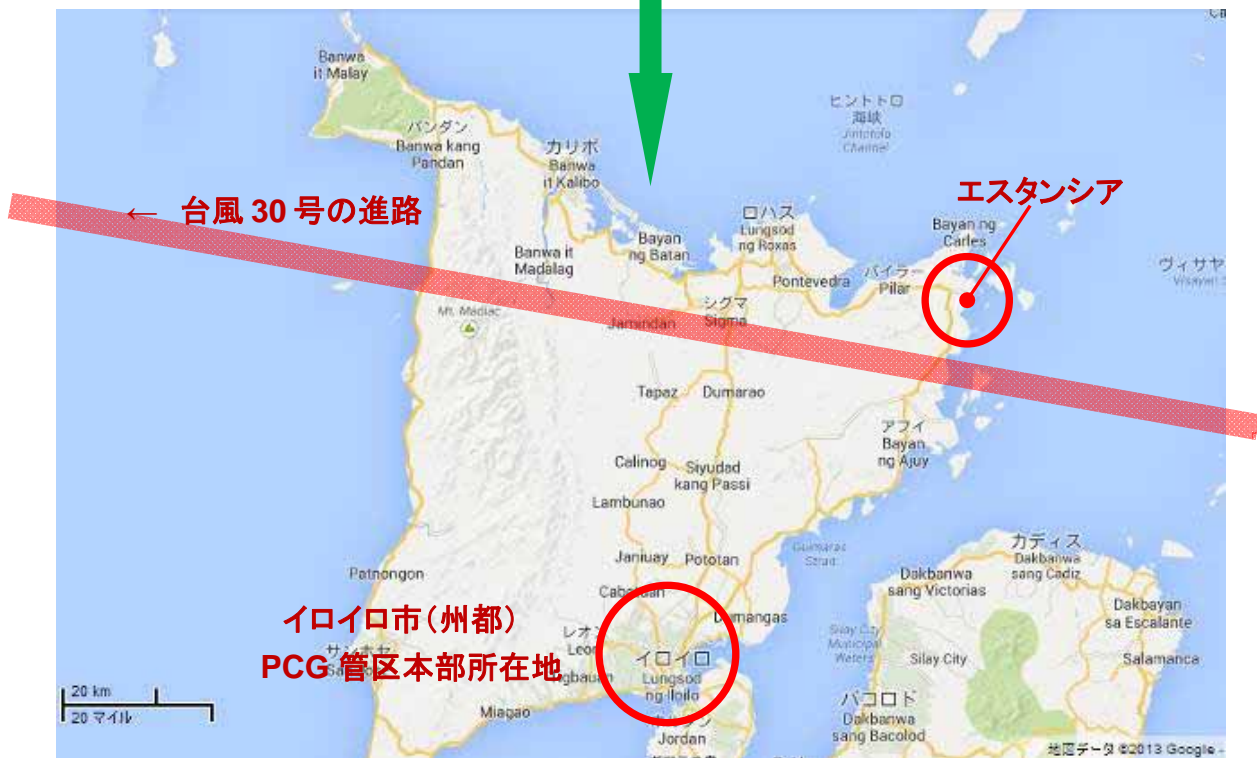 Banwa
it Malay
ヒントトロ
海峡
Jintotolo
Channel
パンダン
Banwa kang
Pandan
カリボ
Banwa
it Kalibo
エスタンシア
← 台風 30 号の進路
ロハス
Lungsod
ng Roxas
Bayan ng
Carles
Bayan
ng Batan
Banwa it
Madalag
Pontevedra
パイラー
Pilar
ヴィサヤ
Visayan
Mt. Madiac
Jamindan
シグマ
Sigma
Tapaz
Dumarao
アフイ
Bayan
ng Ajuy
Calinog
Siyudad
kang Passi
Lambunao
Janiuay
Pototan
Guimaras
Strait
カディス
Dakbanwa
sang Cadiz
Patnongon
Dakbanwa
sang Victorias
Dakbayan
sa Escalante
イロイロ市（州都）
PCG 管区本部所在地
レオン
Leon
イロイロ
Lungsod
ng Iloilo
Silay City
Municipal
Waters
Silay City
Salamanca
20 km
20 マイル
Miagao
Jordan
バコロド
Dakbanwa
sang Bacolod
地図データ ©2013 Google -